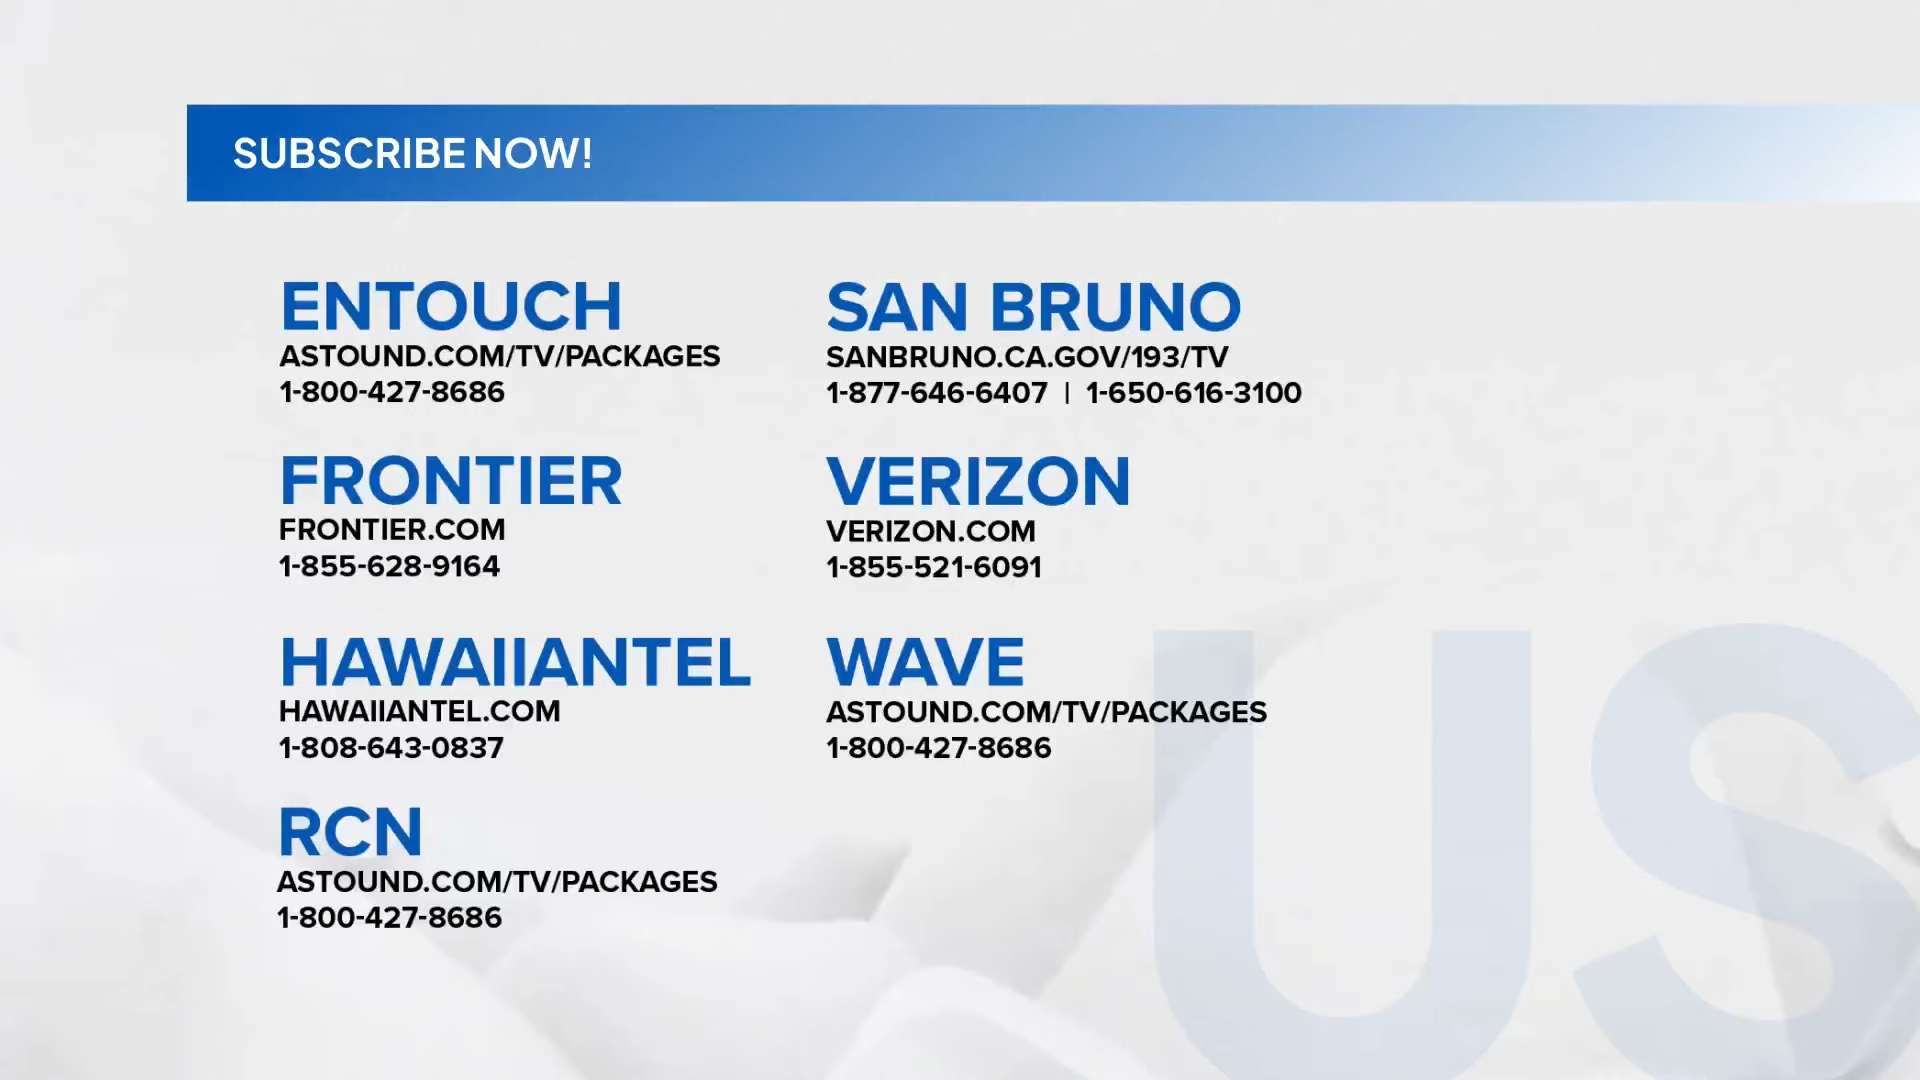 SUBSCRIBE NOW!
ENTOUCH
ASTOUND.COM/TV/PACKAGES
1-800-427-8686
FRONTIER
FRONTIER.COM
1-855-628-9164
HAWAIIANTEL
HAWAIIANTEL.COM
1-808-643-0837
RCN
ASTOUND.COM/TV/PACKAGES
1-800-427-8686
SAN BRUNO
SANBRUNO.CA.GOV/193/TV
1-877-646-6407 | 1-650-616-3100
VERIZON
VERIZON.COM
1-855-521-6091
WAVE
ASTOUND.COM/TV/PACKAGES
1-800-427-8686
US